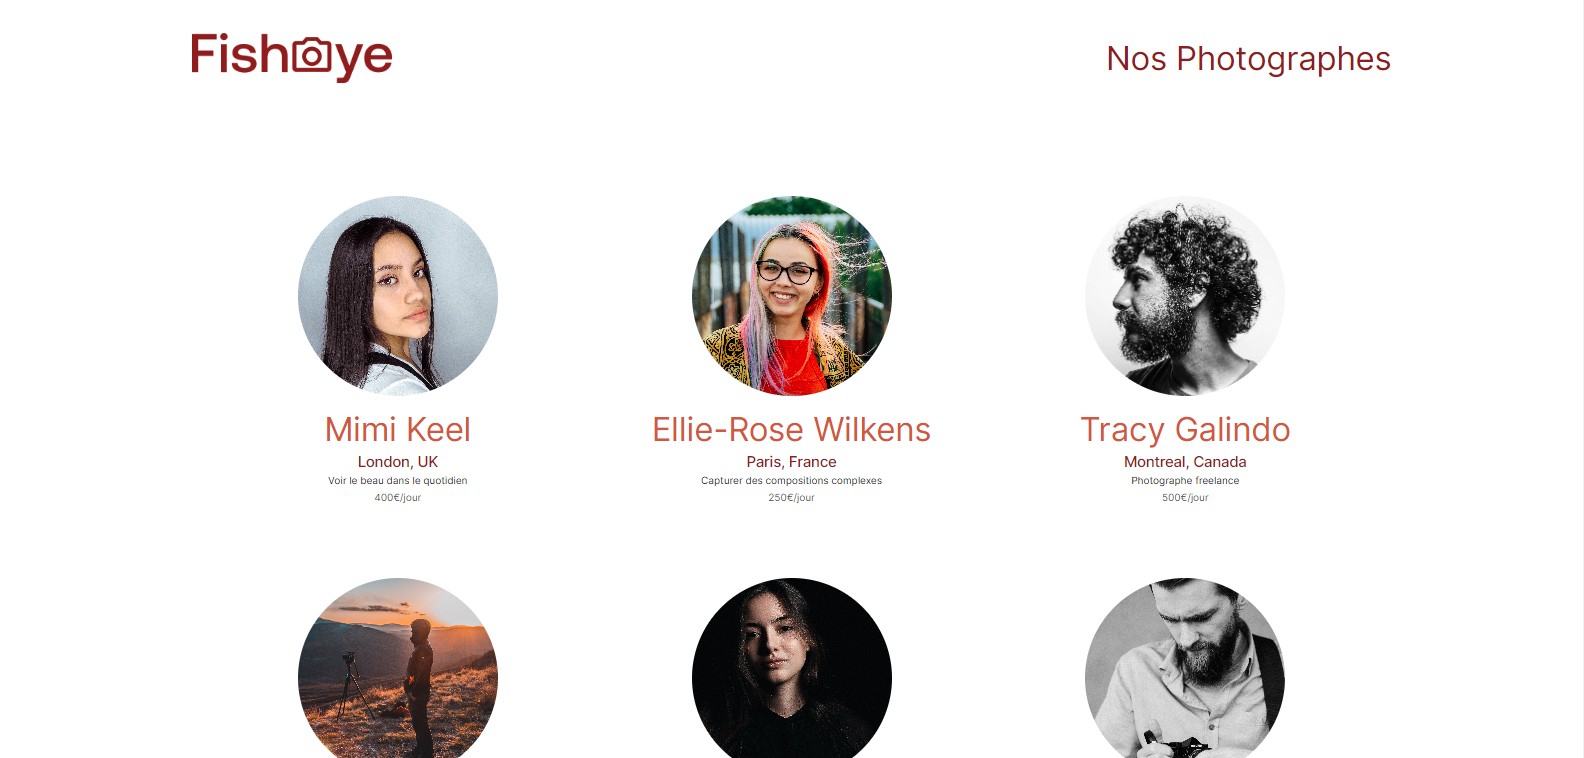 Fisheye
Nos Photographes
Mimi Keel
London, UK
Voir le beau dans le quotidien
400€/jour
Ellie-Rose Wilkens
Paris, France
Capturer des compositions complexes
250€/jour
Tracy Galindo
Montreal, Canada
Photographe freelance
500€/jour